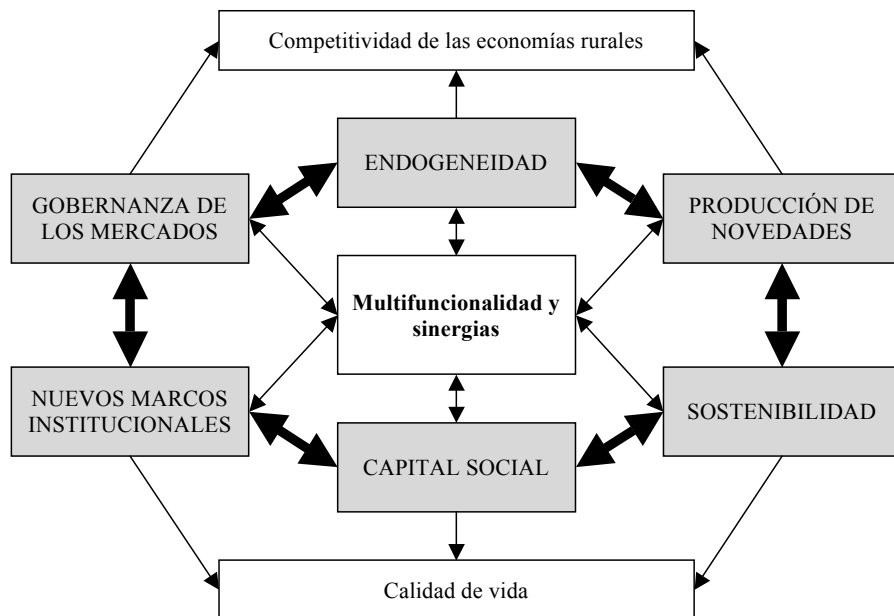 Competitividad de las economías rurales
ENDOGENEIDAD
GOBERNANZA DE
LOS MERCADOS
PRODUCCIÓN DE
NOVEDADES
Multifuncionalidad y
sinergias
NUEVOS MARCOS
INSTITUCIONALES
SOSTENIBILIDAD
CAPITAL SOCIAL
Calidad de vida